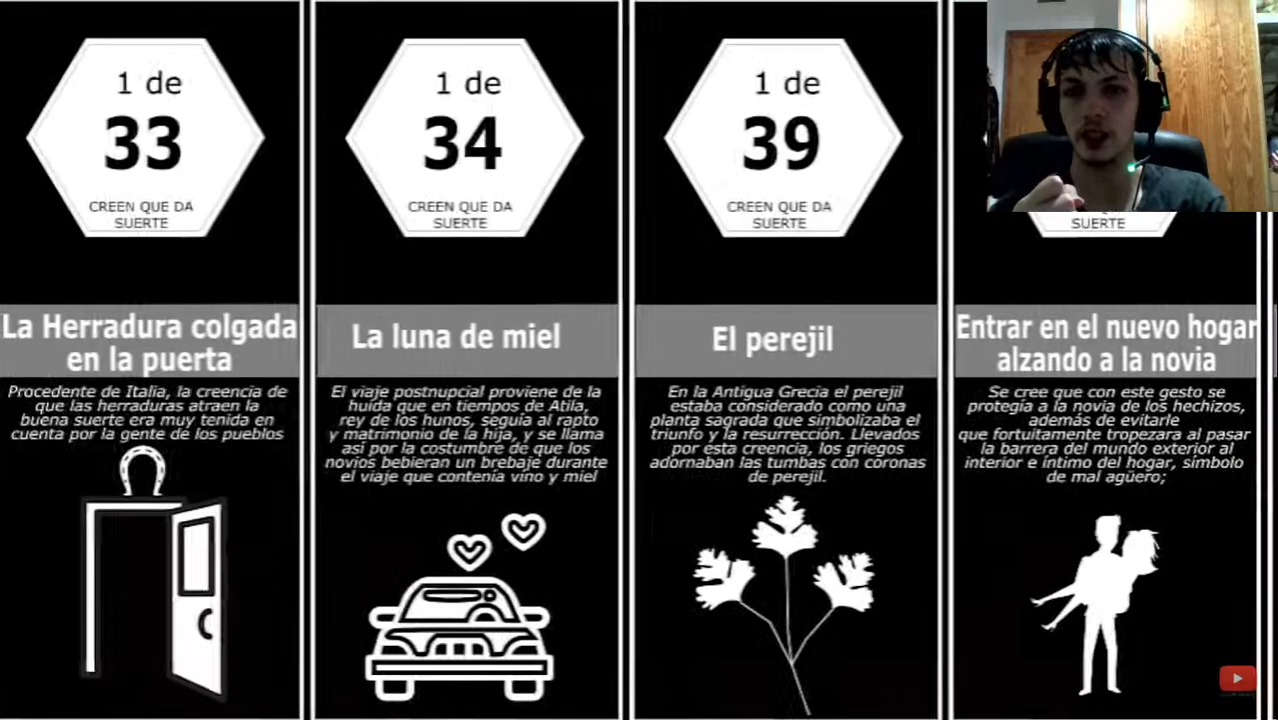 1 de
33
CREEN QUE DA
SUERTE
La Herradura colgada
en la puerta
Procedente de Italia, la creencia de
que las herraduras atraen la
buena suerte era muy tenida en
cuenta por la gente de los pueblos
1 de
34
CREEN QUE DA
SUERTE
La luna de miel
El viaje postnupcial proviene de la
huida que en tiempos de Atila,
rey de los hunos, seguía al rapto
y matrimonio de la hija, y se llama
así por la costumbre de que los
novios bebieran un brebaje durante
el viaje que contenía vino y miel
1 de
39
CREEN QUE DA
SUERTE
El perejil
En la Antigua Grecia el perejil
estaba considerado como una
planta sagrada que simbolizaba el
triunfo y la resurrección. Llevados
por esta creencia, los griegos
adornaban las tumbas con coronas
de perejil.
SUERTE
Entrar en el nuevo hogar
alzando a la novia
Se cree que con este gesto se
protegía a la novia de los hechizos,
además de evitarle
que fortuitamente tropezara al pasar
la barrera del mundo exterior al
interior e íntimo del hogar, símbolo
de mal agüero;